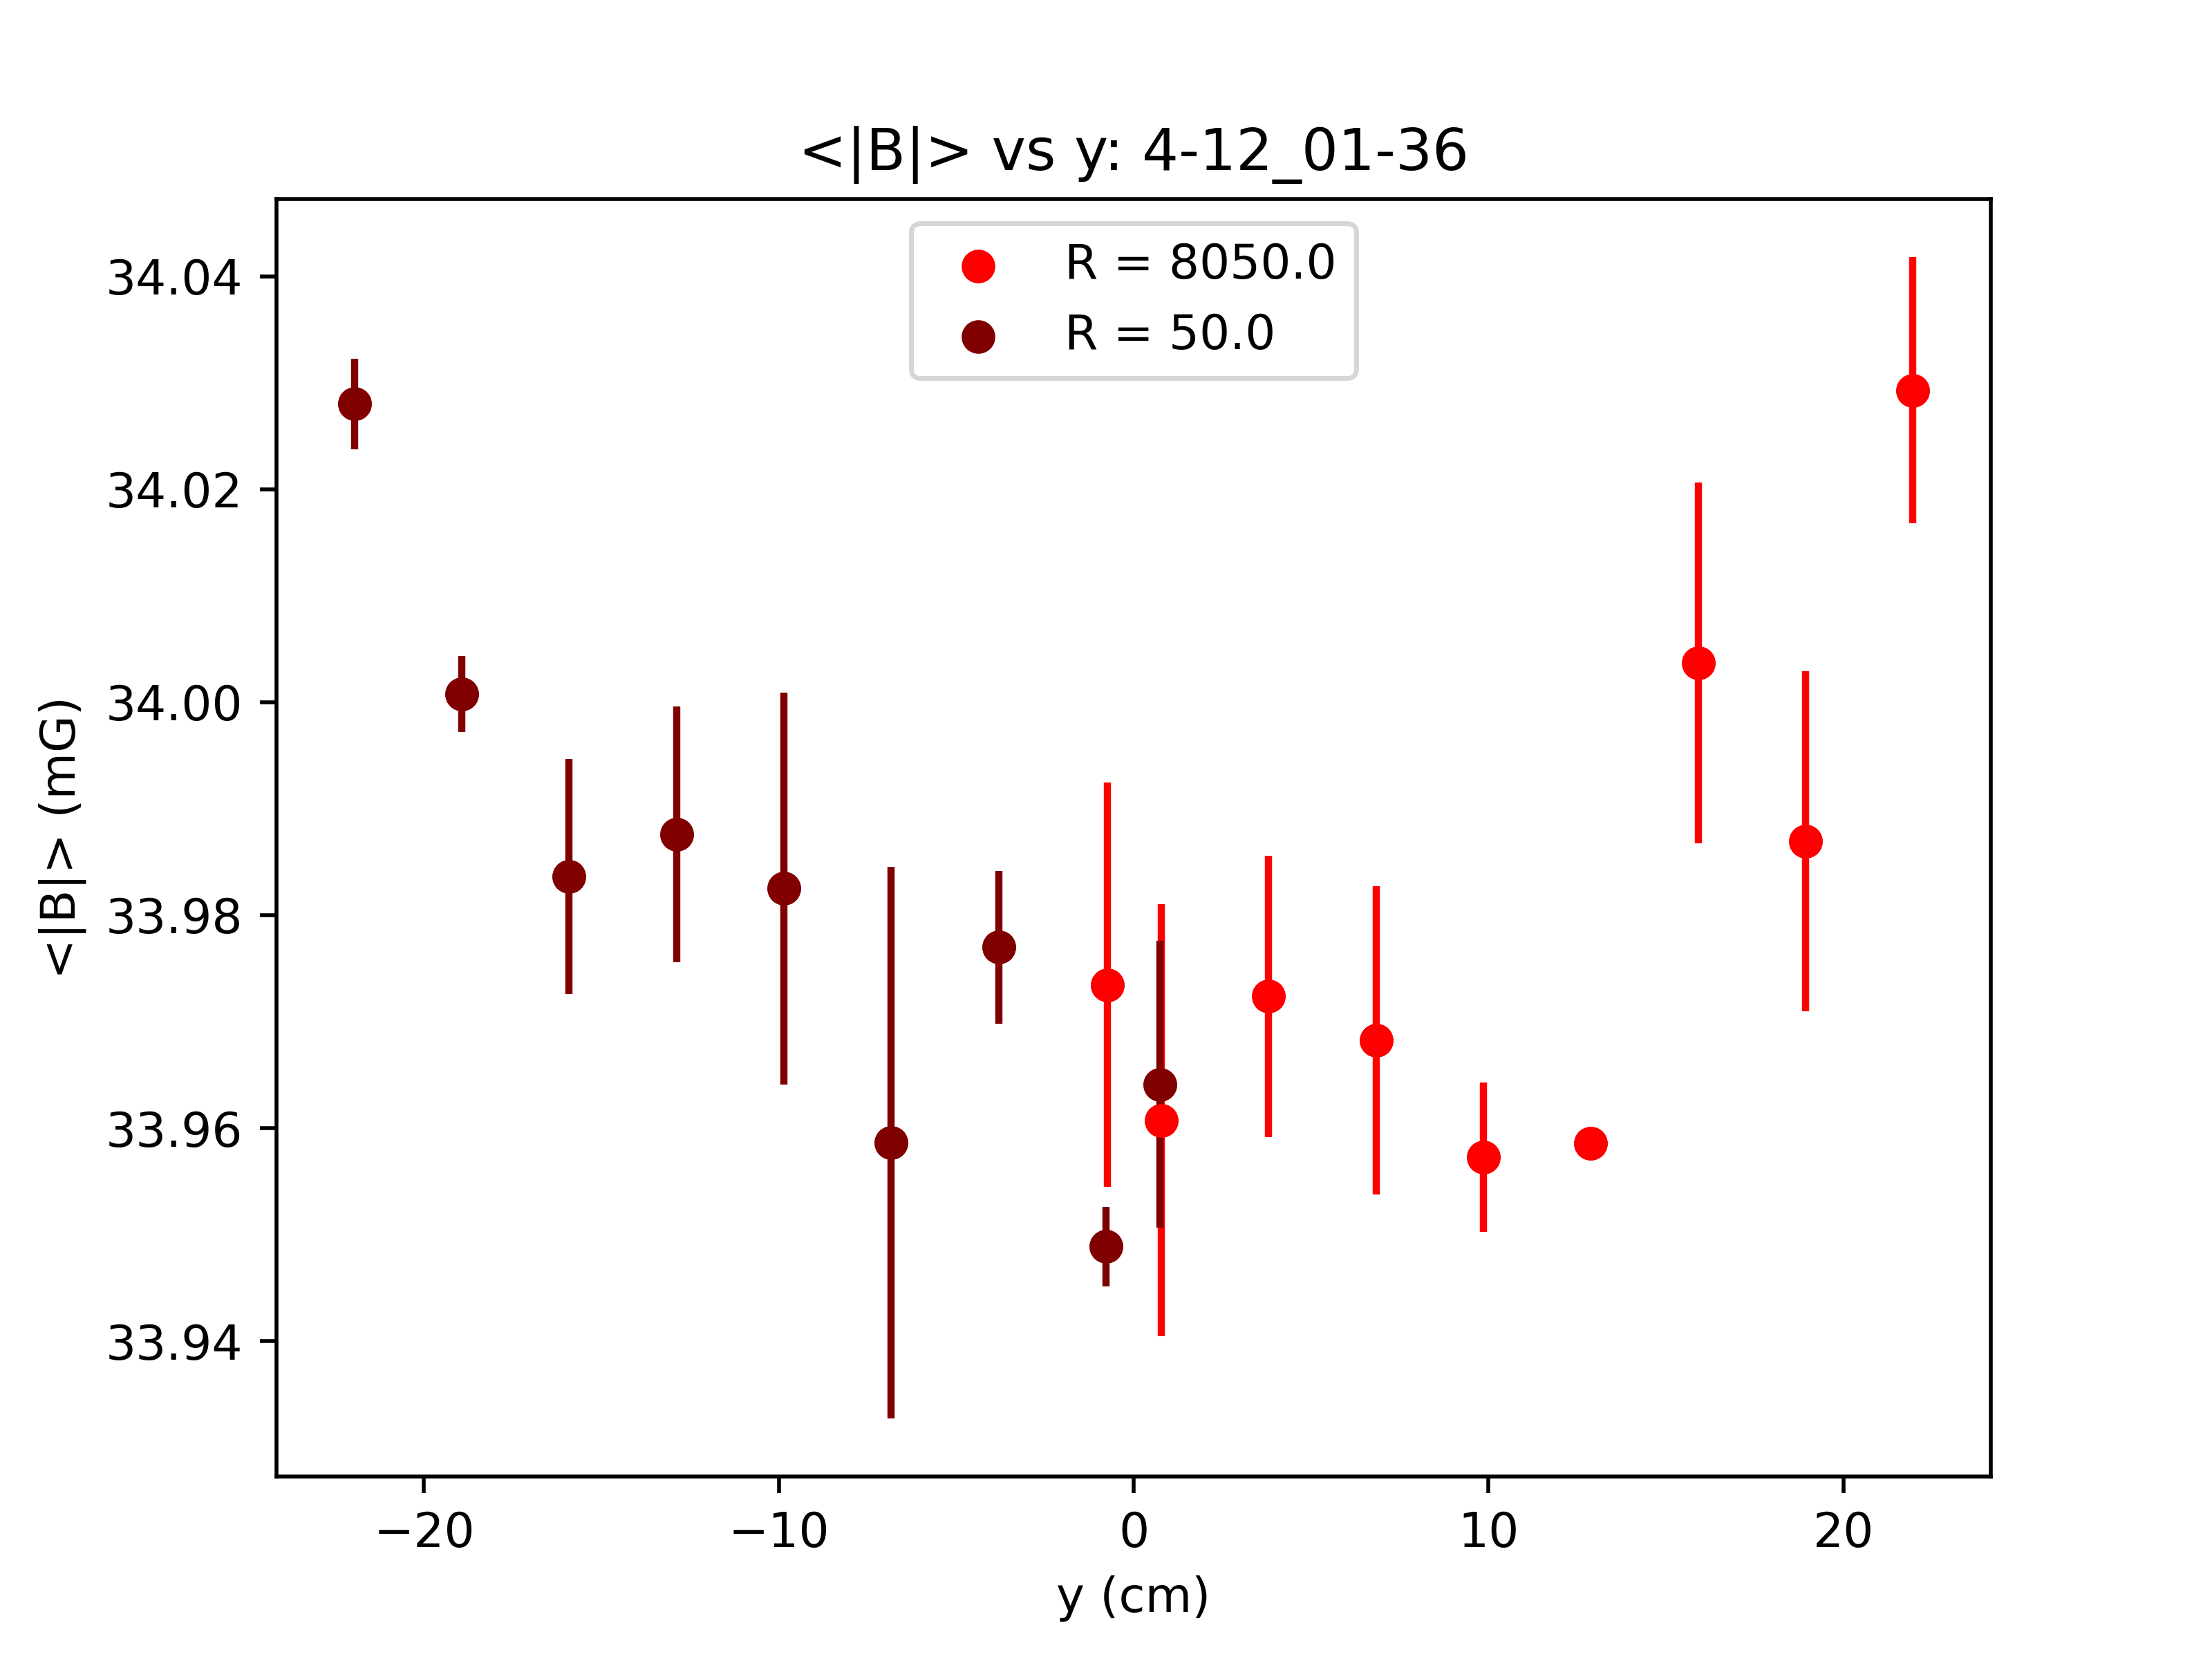 <|B|> vs y: 4-12_01-36
R = 8050.0
R = 50.0
34.04
34.02
34.00
33.98
33.96
33.94
<|B|> (mG)
−20 −10 0 10 20
y (cm)